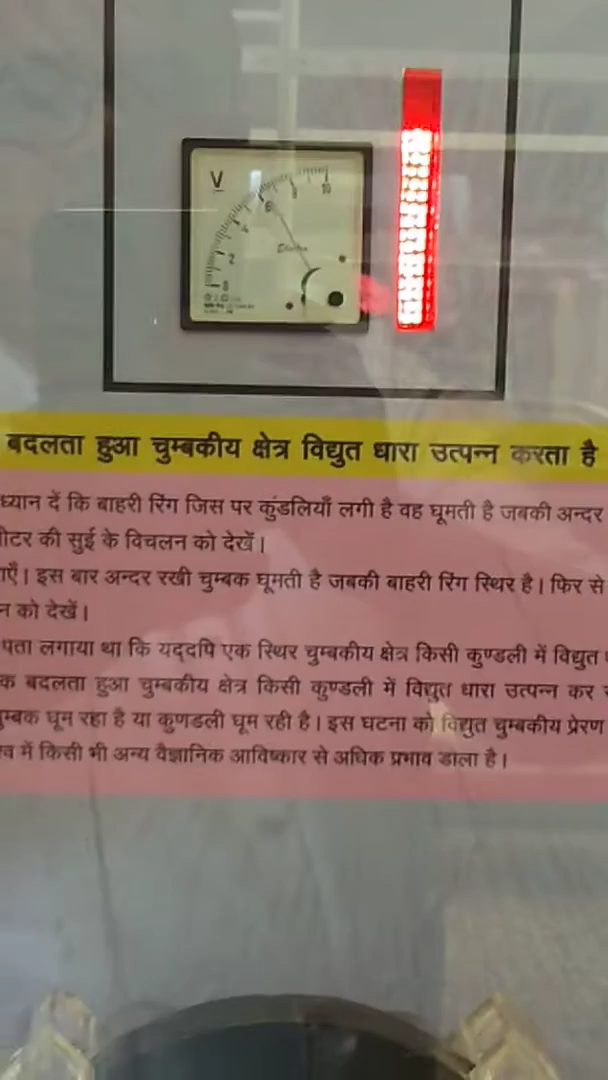 V
0
2
4
6
8
10
बदलता हुआ चुम्बकीय क्षेत्र विद्युत धारा उत्पन्न करता है
ध्यान दें कि बाहरी रिंग जिस पर कुंडलियाँ लगी है वह घूमती है जबकी अन्दर
ीटर की सुई के विचलन को देखें।
एँ। इस बार अन्दर रखी चुम्बक घूमती है जबकी बाहरी रिंग स्थिर है। फिर से
न को देखें।
पता लगाया था कि यद्दपि एक स्थिर चुम्बकीय क्षेत्र किसी कुण्डली में विद्युत
क बदलता हुआ चुम्बकीय क्षेत्र किसी कुण्डली में विद्युत धारा उत्पन्न कर
ुम्बक घूम रहा है या कुणडली घूम रही है। इस घटना को विद्युत चुम्बकीय प्रेरण
व में किसी भी अन्य वैज्ञानिक आविष्कार से अधिक प्रभाव डाला है।